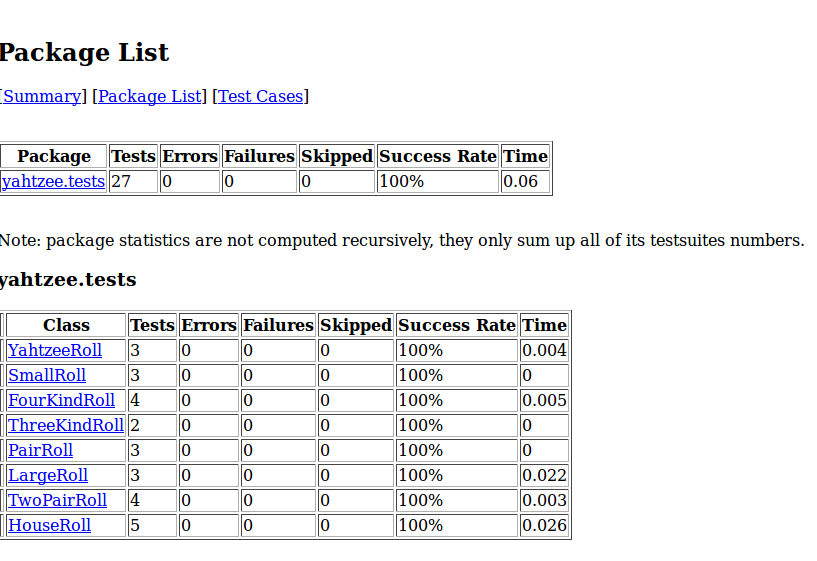 Package List
[Summary] [Package List] [Test Cases]
Package Tests Errors Failures Skipped Success Rate Time
yahtzee.tests 27 0 0 0 100% 0.06
Note: package statistics are not computed recursively, they only sum up all of its testsuites numbers.
yahtzee.tests
Class Tests Errors Failures Skipped Success Rate Time
YahtzeeRoll 3 0 0 0 100% 0.004
SmallRoll 3 0 0 0 100% 0
FourKindRoll 4 0 0 0 100% 0.005
ThreeKindRoll 2 0 0 0 100% 0
PairRoll 3 0 0 0 100% 0
LargeRoll 3 0 0 0 100% 0.022
TwoPairRoll 4 0 0 0 100% 0.003
HouseRoll 5 0 0 0 100% 0.026